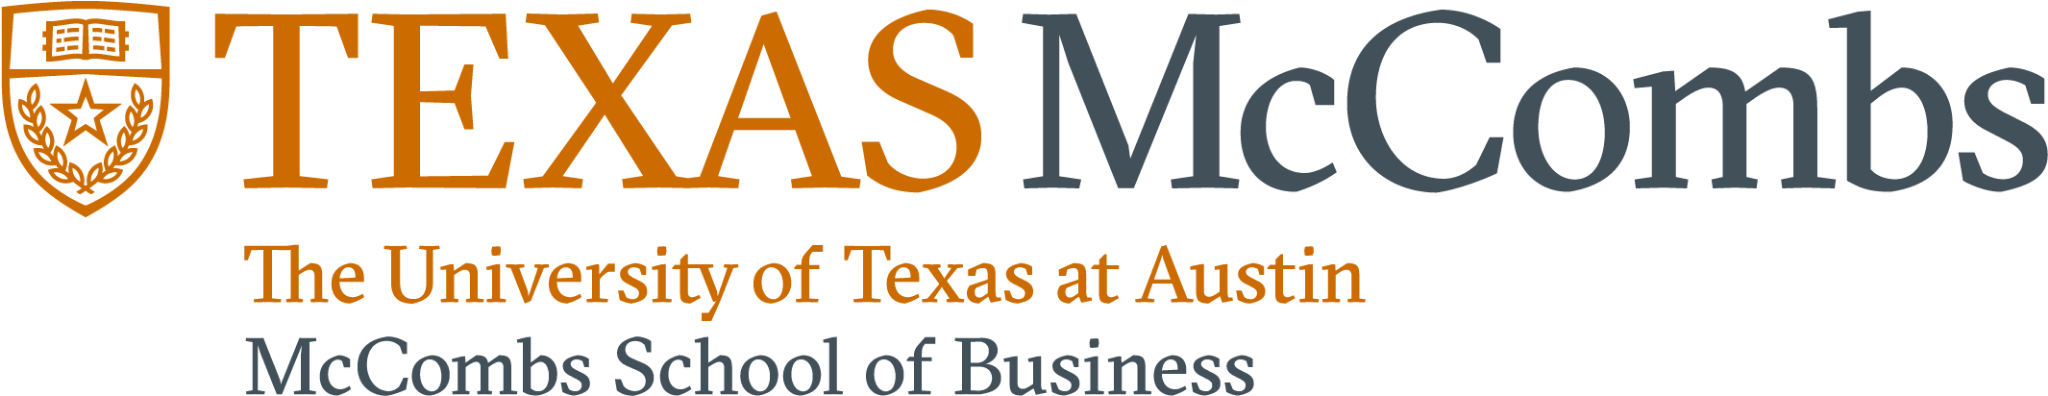 TEXAS McCombs
The University of Texas at Austin
McCombs School of Business